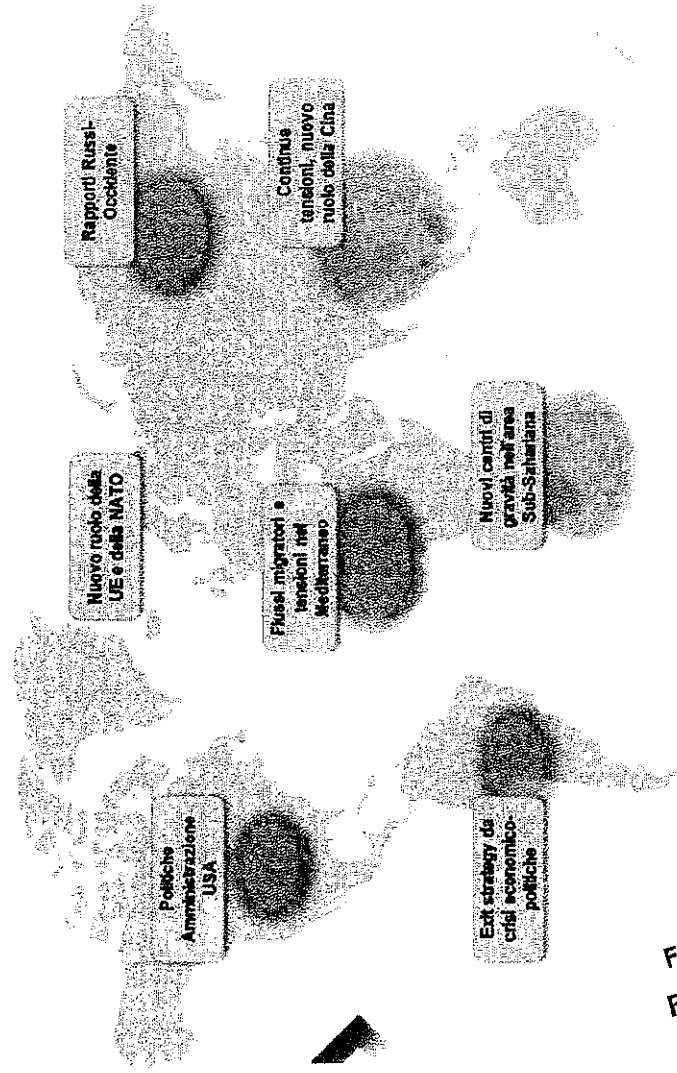 Nuovo ruolo della
UE e della NATO
Rapporti Russi-
Occidente
Politiche
Amministrazione
USA
Flussi migratori e
tensioni nel
Mediterraneo
Continue
tensioni, nuovo
ruolo della Cina
Exit strategy da
crisi economico-
politiche
Nuovi centri di
gravità nell'area
Sub-Sahariana
F
F